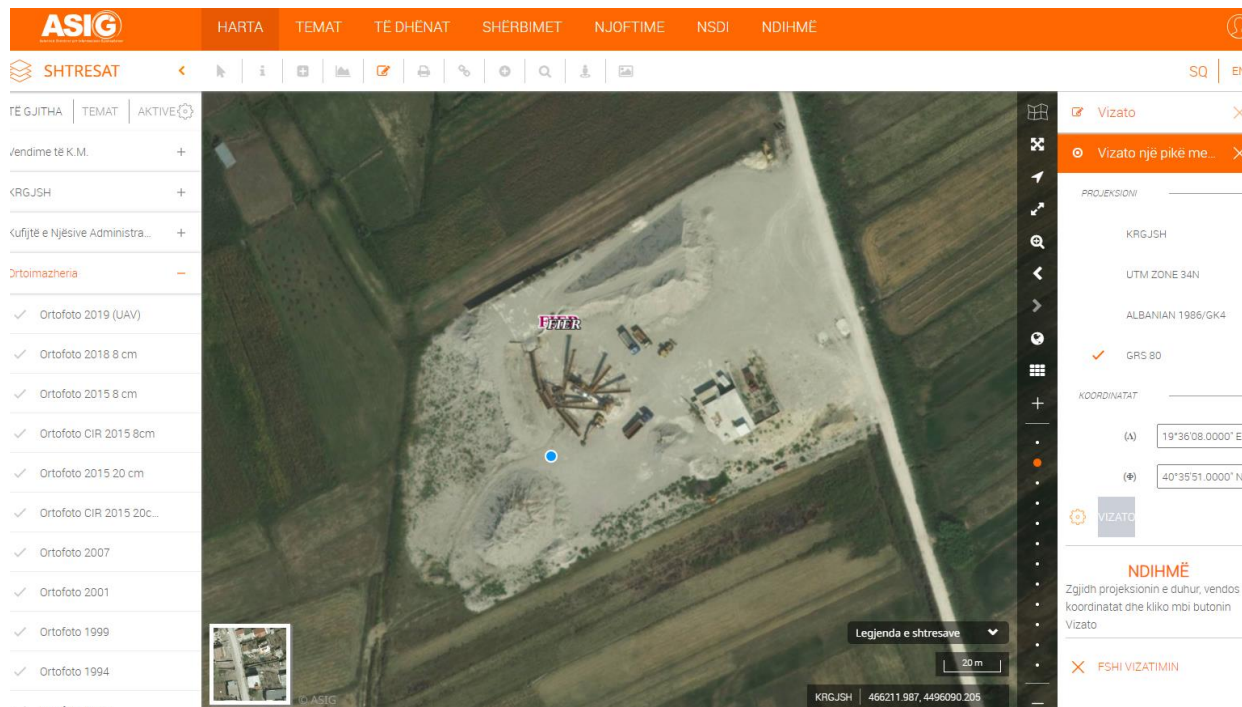 ASIG
HARTA TEMAT TË DHËNAT SHËRBIMET NJOFTIME NSDI NDIHMË
SHTRESAT
SQ EN
TË GJITHA TEMAT AKTIVE
Vendime të K.M.
KRGJSH
Kufijtë e Njësive Administra...
Ortoimazheria
Ortofoto 2019 (UAV)
Ortofoto 2018 8 cm
Ortofoto 2015 8 cm
Ortofoto CIR 2015 8cm
Ortofoto 2015 20 cm
Ortofoto CIR 2015 20c...
Ortofoto 2007
Ortofoto 2001
Ortofoto 1999
Ortofoto 1994
FIER
FIER
© ASIG
Legjenda e shtresave
20 m
KRGJSH 466211.987, 4496090.205
Vizato
Vizato një pikë me...
PROJEKSIONI
KRGJSH
UTM ZONE 34N
ALBANIAN 1986/GK4
GRS 80
KOORDINATAT
(Λ) 19°36'08.0000" E
(Φ) 40°35'51.0000" N
VIZATO
NDIHMË
Zgjidh projeksionin e duhur, vendos
koordinatat dhe kliko mbi butonin
Vizato
FSHI VIZATIMIN